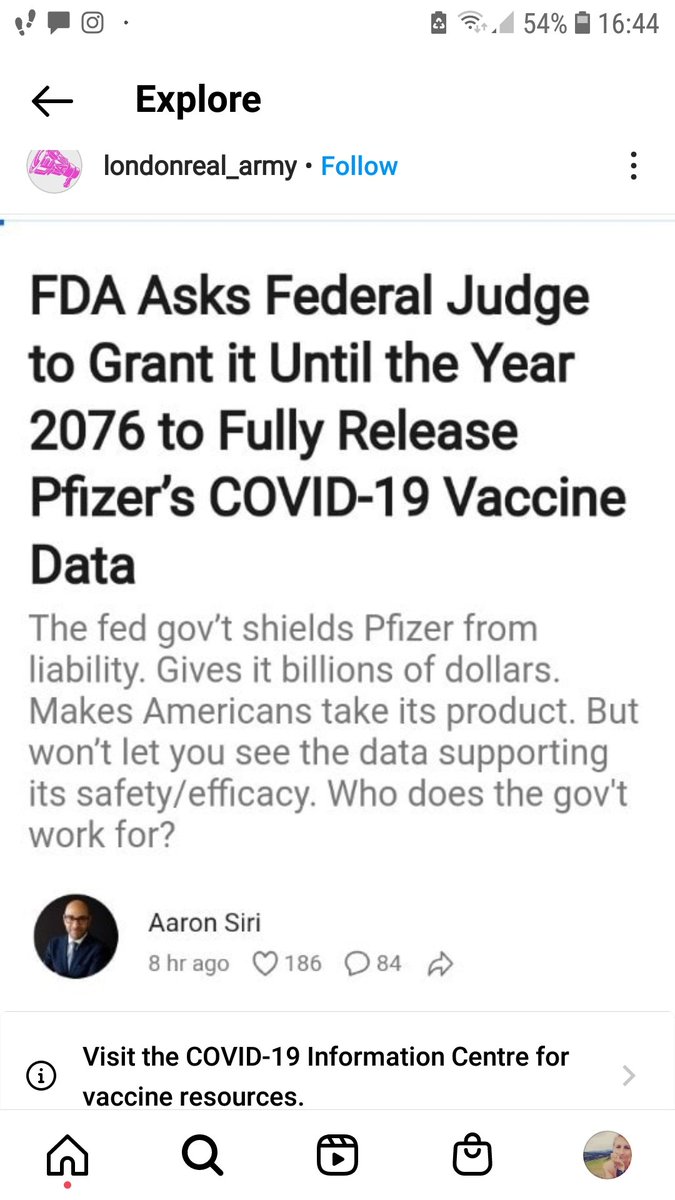 54% 16:44
Explore
londonreal_army • Follow
FDA Asks Federal Judge
to Grant it Until the Year
2076 to Fully Release
Pfizer's COVID-19 Vaccine
Data
The fed gov't shields Pfizer from
liability. Gives it billions of dollars.
Makes Americans take its product. But
won't let you see the data supporting
its safety/efficacy. Who does the gov't
work for?
Aaron Siri
8 hr ago 186 84
Visit the COVID-19 Information Centre for
vaccine resources.